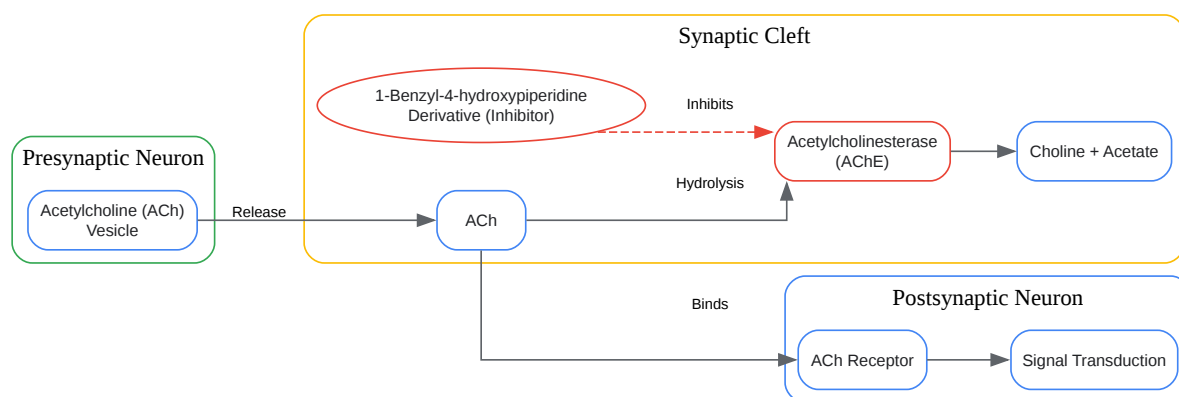 Synaptic Cleft
1-Benzyl-4-hydroxypiperidine
Derivative (Inhibitor)
Inhibits
Acetylcholinesterase
(AChE)
Choline + Acetate
Presynaptic Neuron
Acetylcholine (ACh)
Vesicle
Release
ACh
Hydrolysis
Binds
Postsynaptic Neuron
ACh Receptor
Signal Transduction